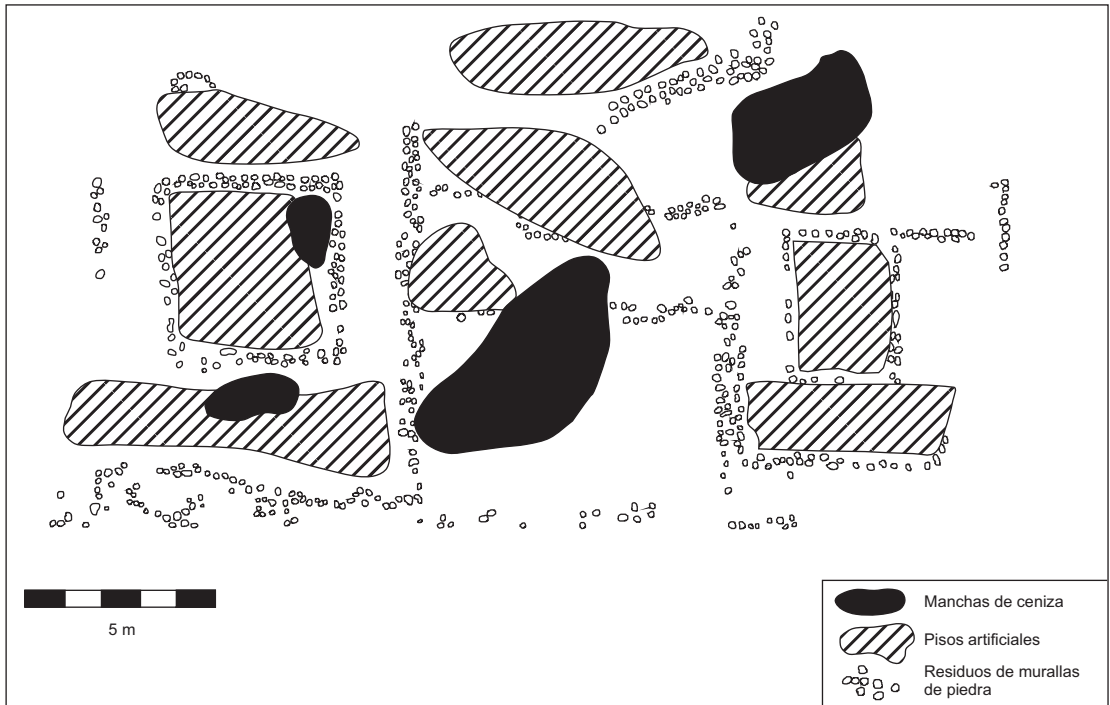 5 m
Manchas de ceniza
Pisos artificiales
Residuos de murallas
de piedra